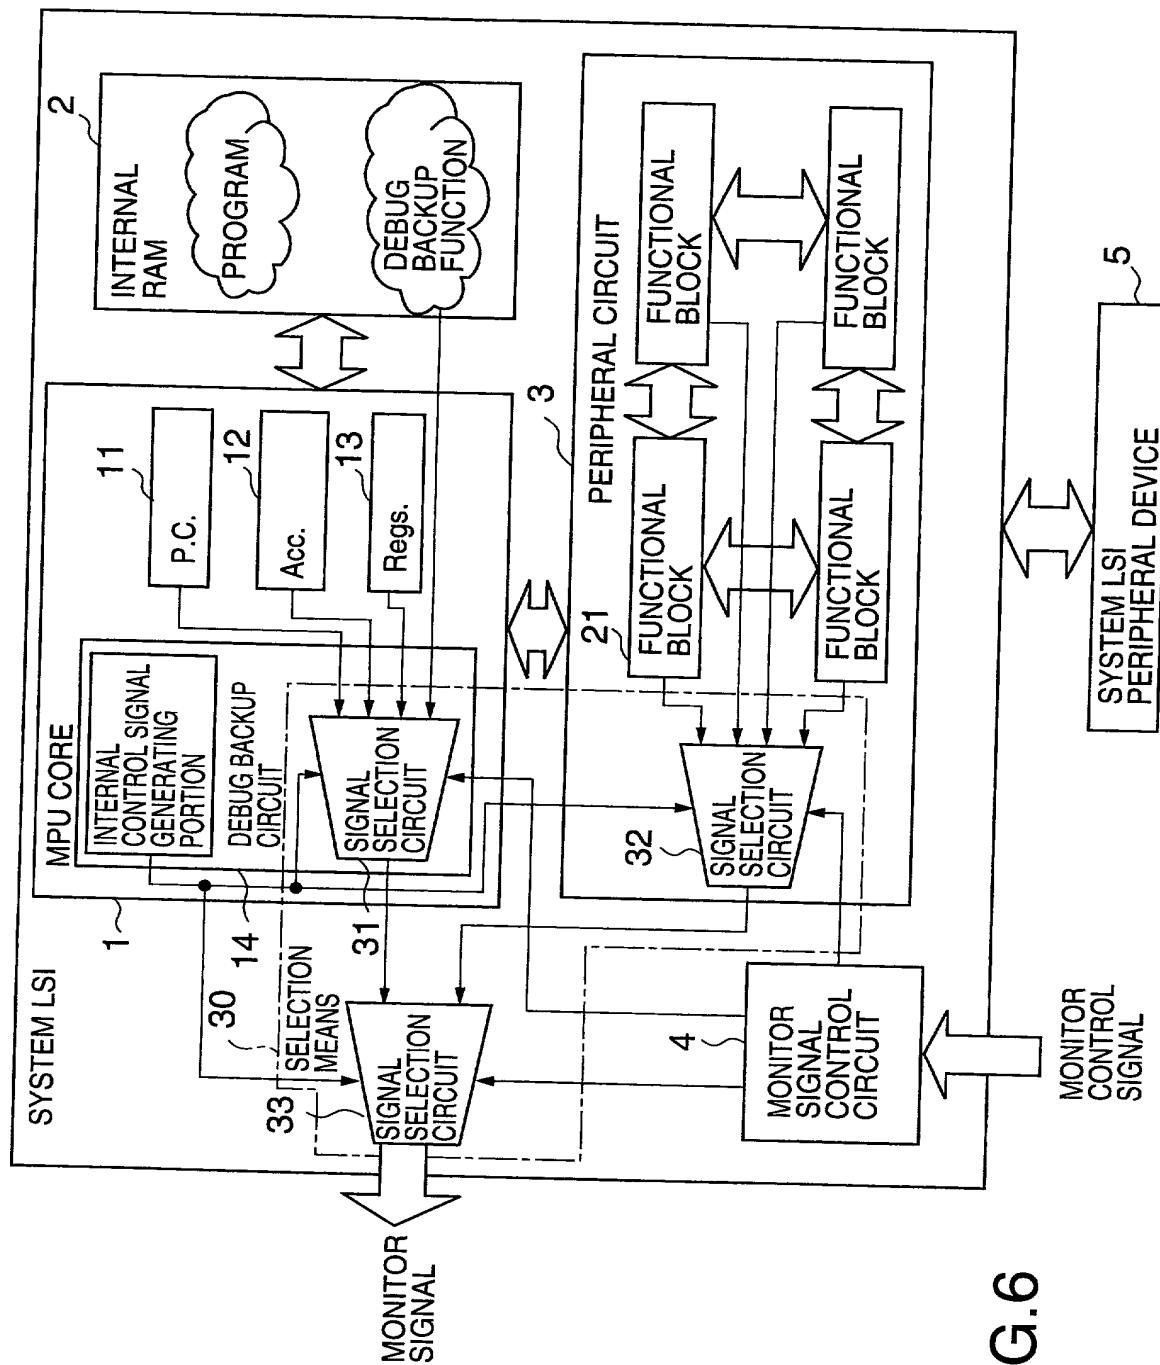 SYSTEM LSI
1
MPU CORE
INTERNAL
CONTROL SIGNAL
GENERATING
PORTION
14
DEBUG BACKUP
CIRCUIT
SIGNAL
SELECTION
CIRCUIT
31
11
P.C.
12
Acc.
13
Regs.
2
INTERNAL
RAM
PROGRAM
DEBUG
BACKUP
FUNCTION
30
SELECTION
MEANS
33
SIGNAL
SELECTION
CIRCUIT
MONITOR
SIGNAL
3
PERIPHERAL CIRCUIT
21
FUNCTIONAL
BLOCK
FUNCTIONAL
BLOCK
FUNCTIONAL
BLOCK
FUNCTIONAL
BLOCK
32
SIGNAL
SELECTION
CIRCUIT
4
MONITOR
SIGNAL
CONTROL
CIRCUIT
MONITOR
CONTROL
SIGNAL
5
SYSTEM LSI
PERIPHERAL DEVICE
G.6